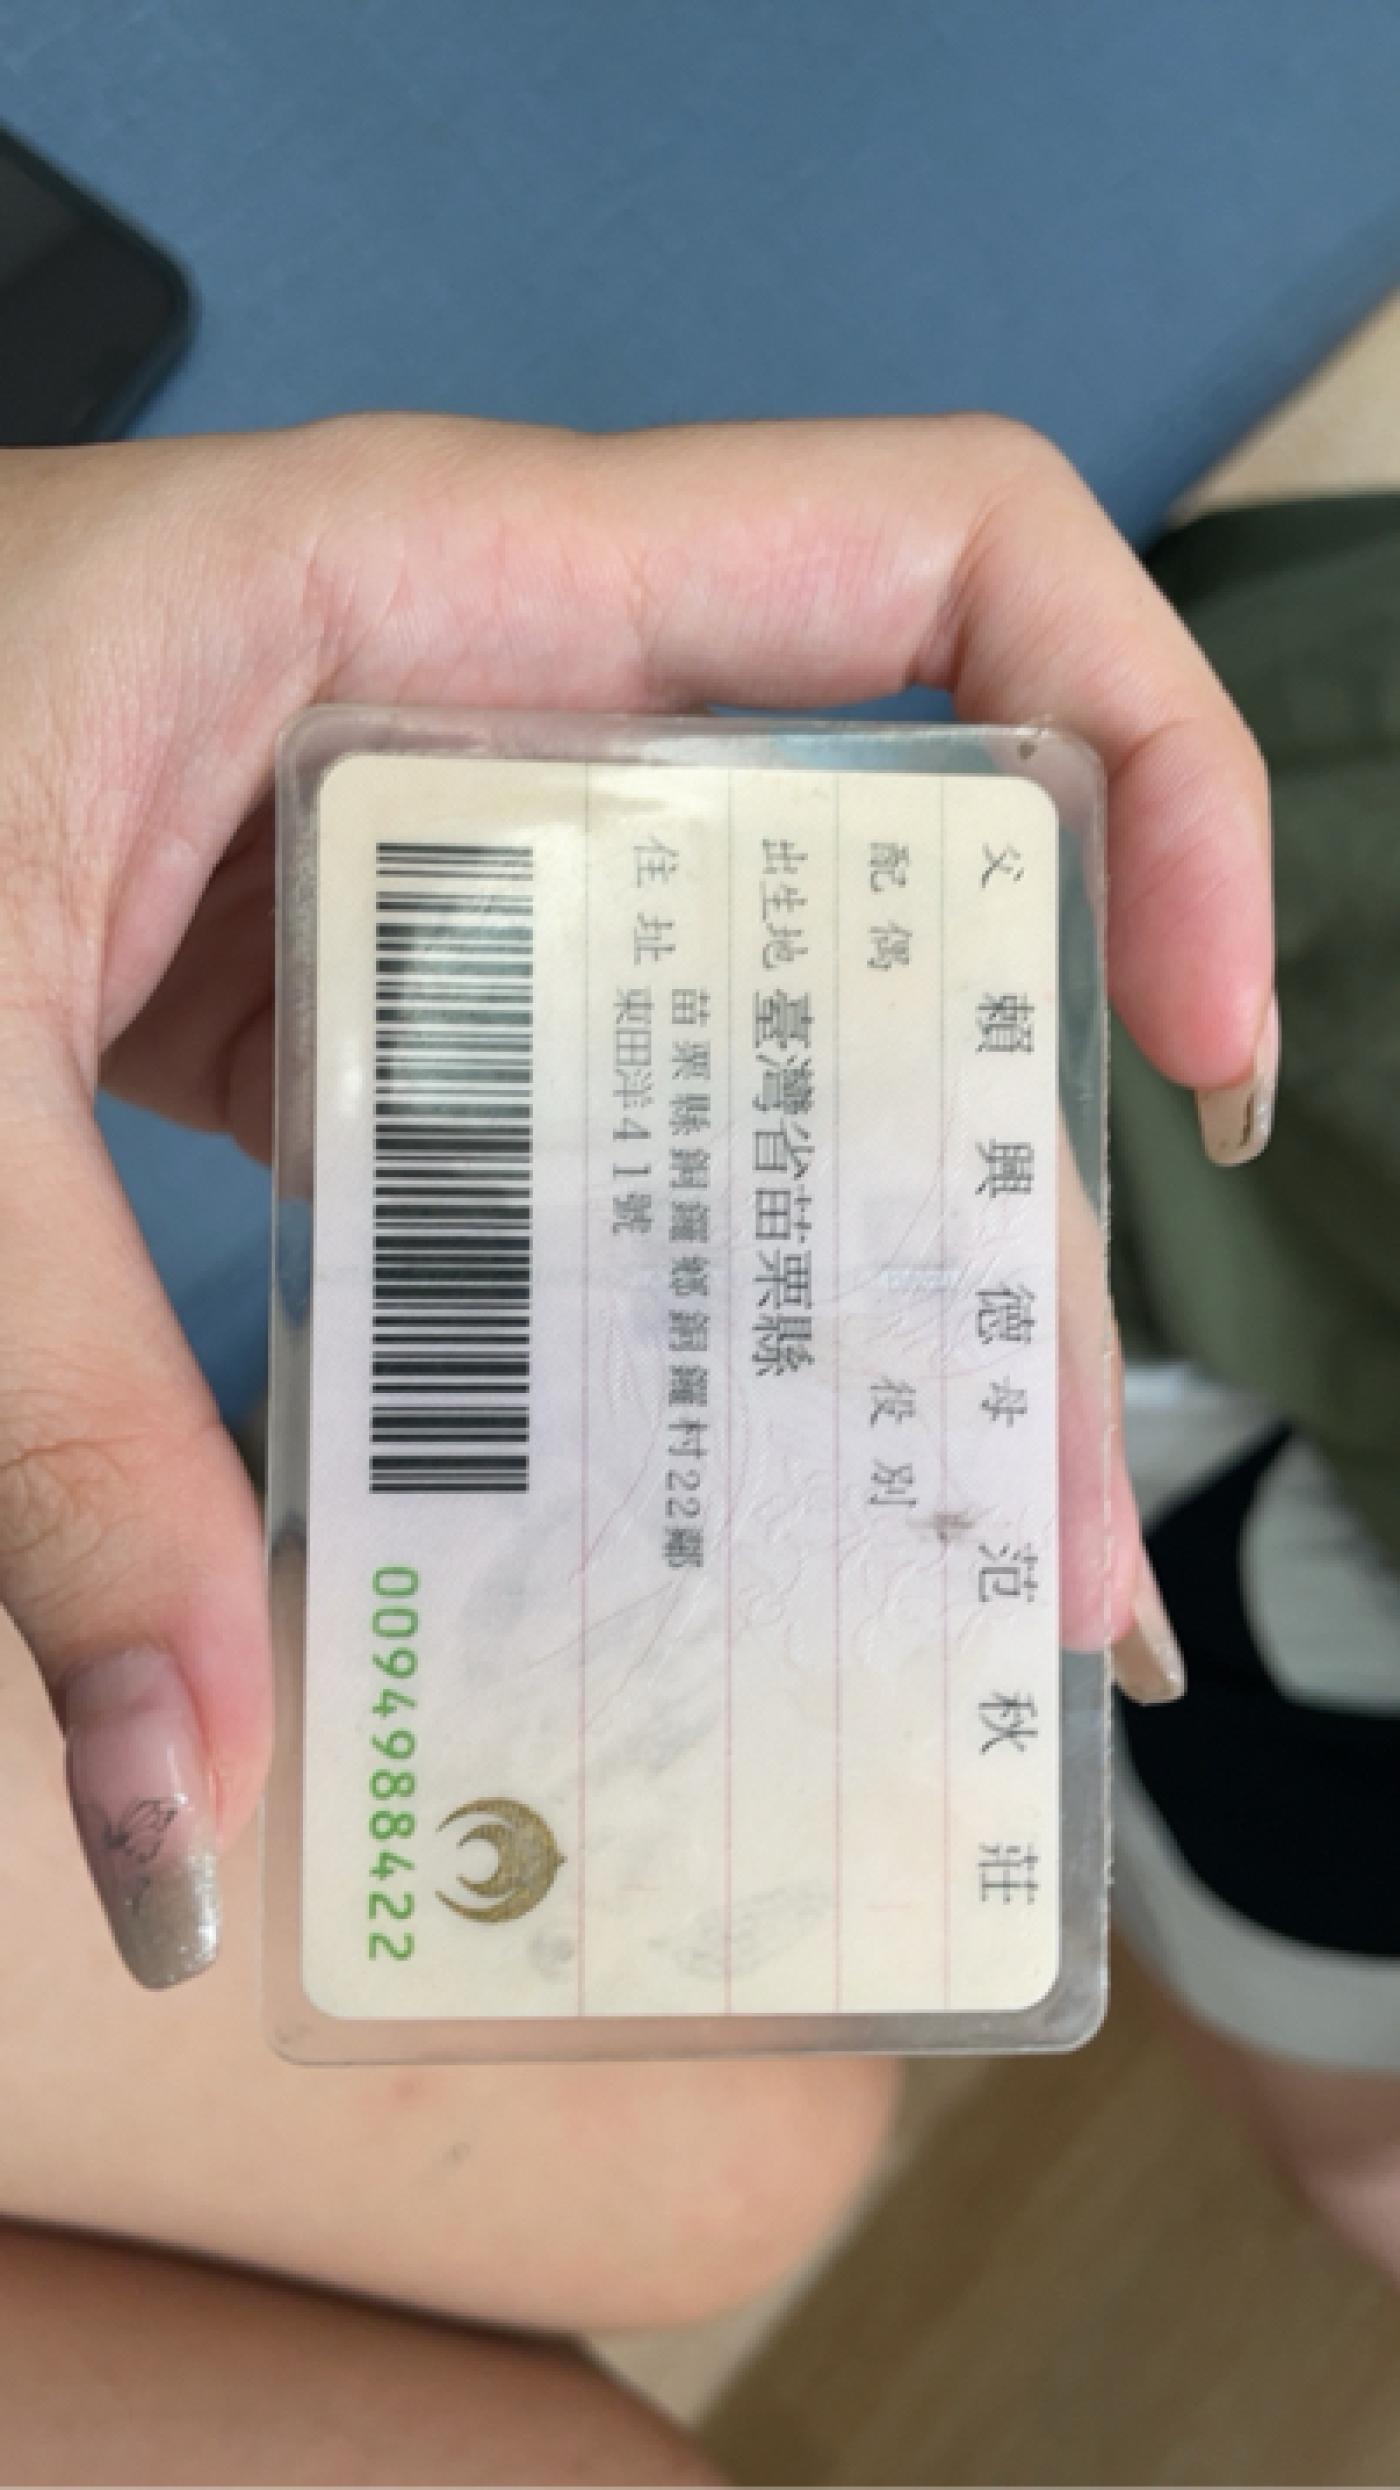 父 賴興德 母 范秋莊
配偶 役別
出生地 臺灣省苗栗縣
住址 苗栗縣銅鑼鄉銅鑼村22鄰
東田洋41號
0094988422